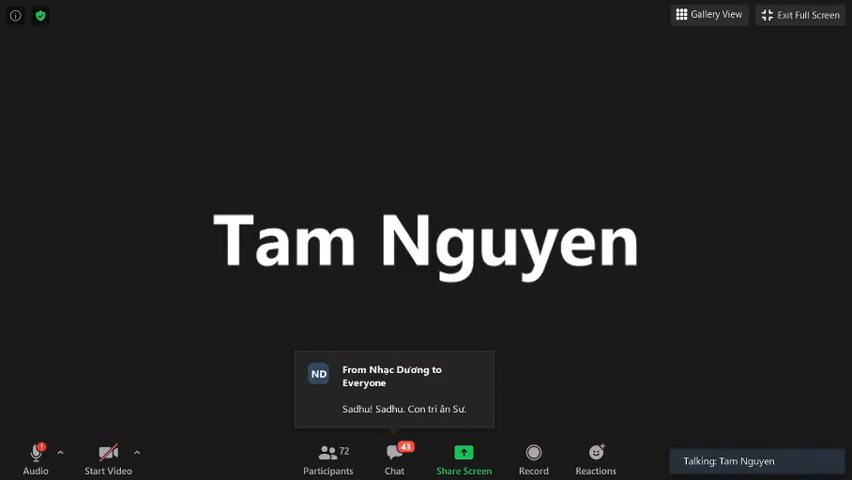 Gallery View
Exit Full Screen
Tam Nguyen
ND
From Nhạc Dương to
Everyone
Sadhu! Sadhu. Con tri ân Sư.
72
43
Audio
Start Video
Participants
Chat
Share Screen
Record
Reactions
Talking: Tam Nguyen